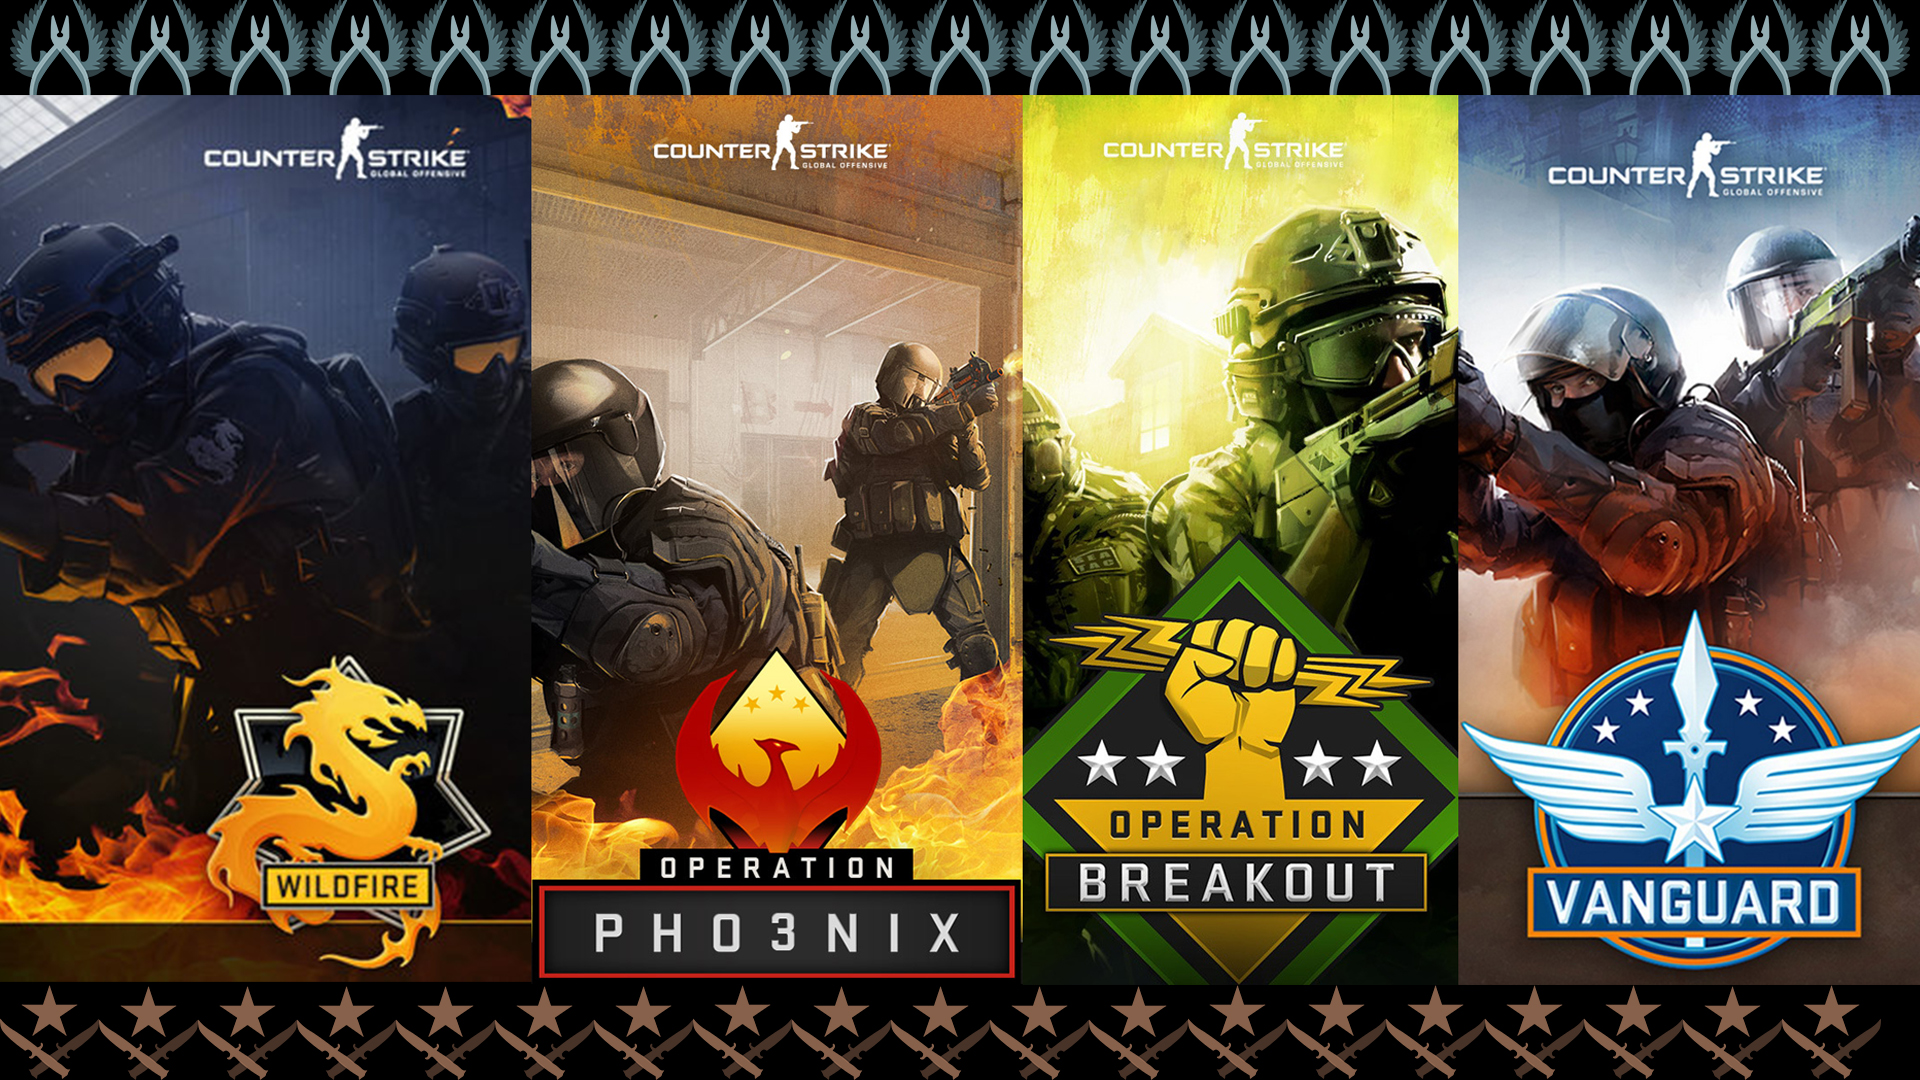 COUNTER STRIKE
GLOBAL OFFENSIVE
WILDFIRE
COUNTER STRIKE
GLOBAL OFFENSIVE
OPERATION
PHO3NIX
COUNTER STRIKE
GLOBAL OFFENSIVE
TAC
OPERATION
BREAKOUT
COUNTER STRIKE
GLOBAL OFFENSIVE
VANGUARD